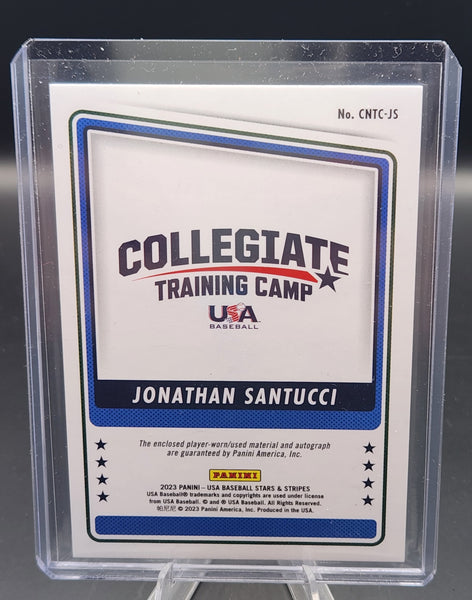 No. CNTC-JS
COLLEGIATE
TRAINING CAMP
USA
BASEBALL
JONATHAN SANTUCCI
The enclosed player-worn/used material and autograph
are guaranteed by Panini America, Inc.
PANINI
2023 PANINI – USA BASEBALL STARS & STRIPES
USA Baseball® trademarks and copyrights are used under license
from USA Baseball. © and ® USA Baseball. All Rights Reserved.
帕尼尼 © 2023 Panini America, Inc. Produced in the USA.